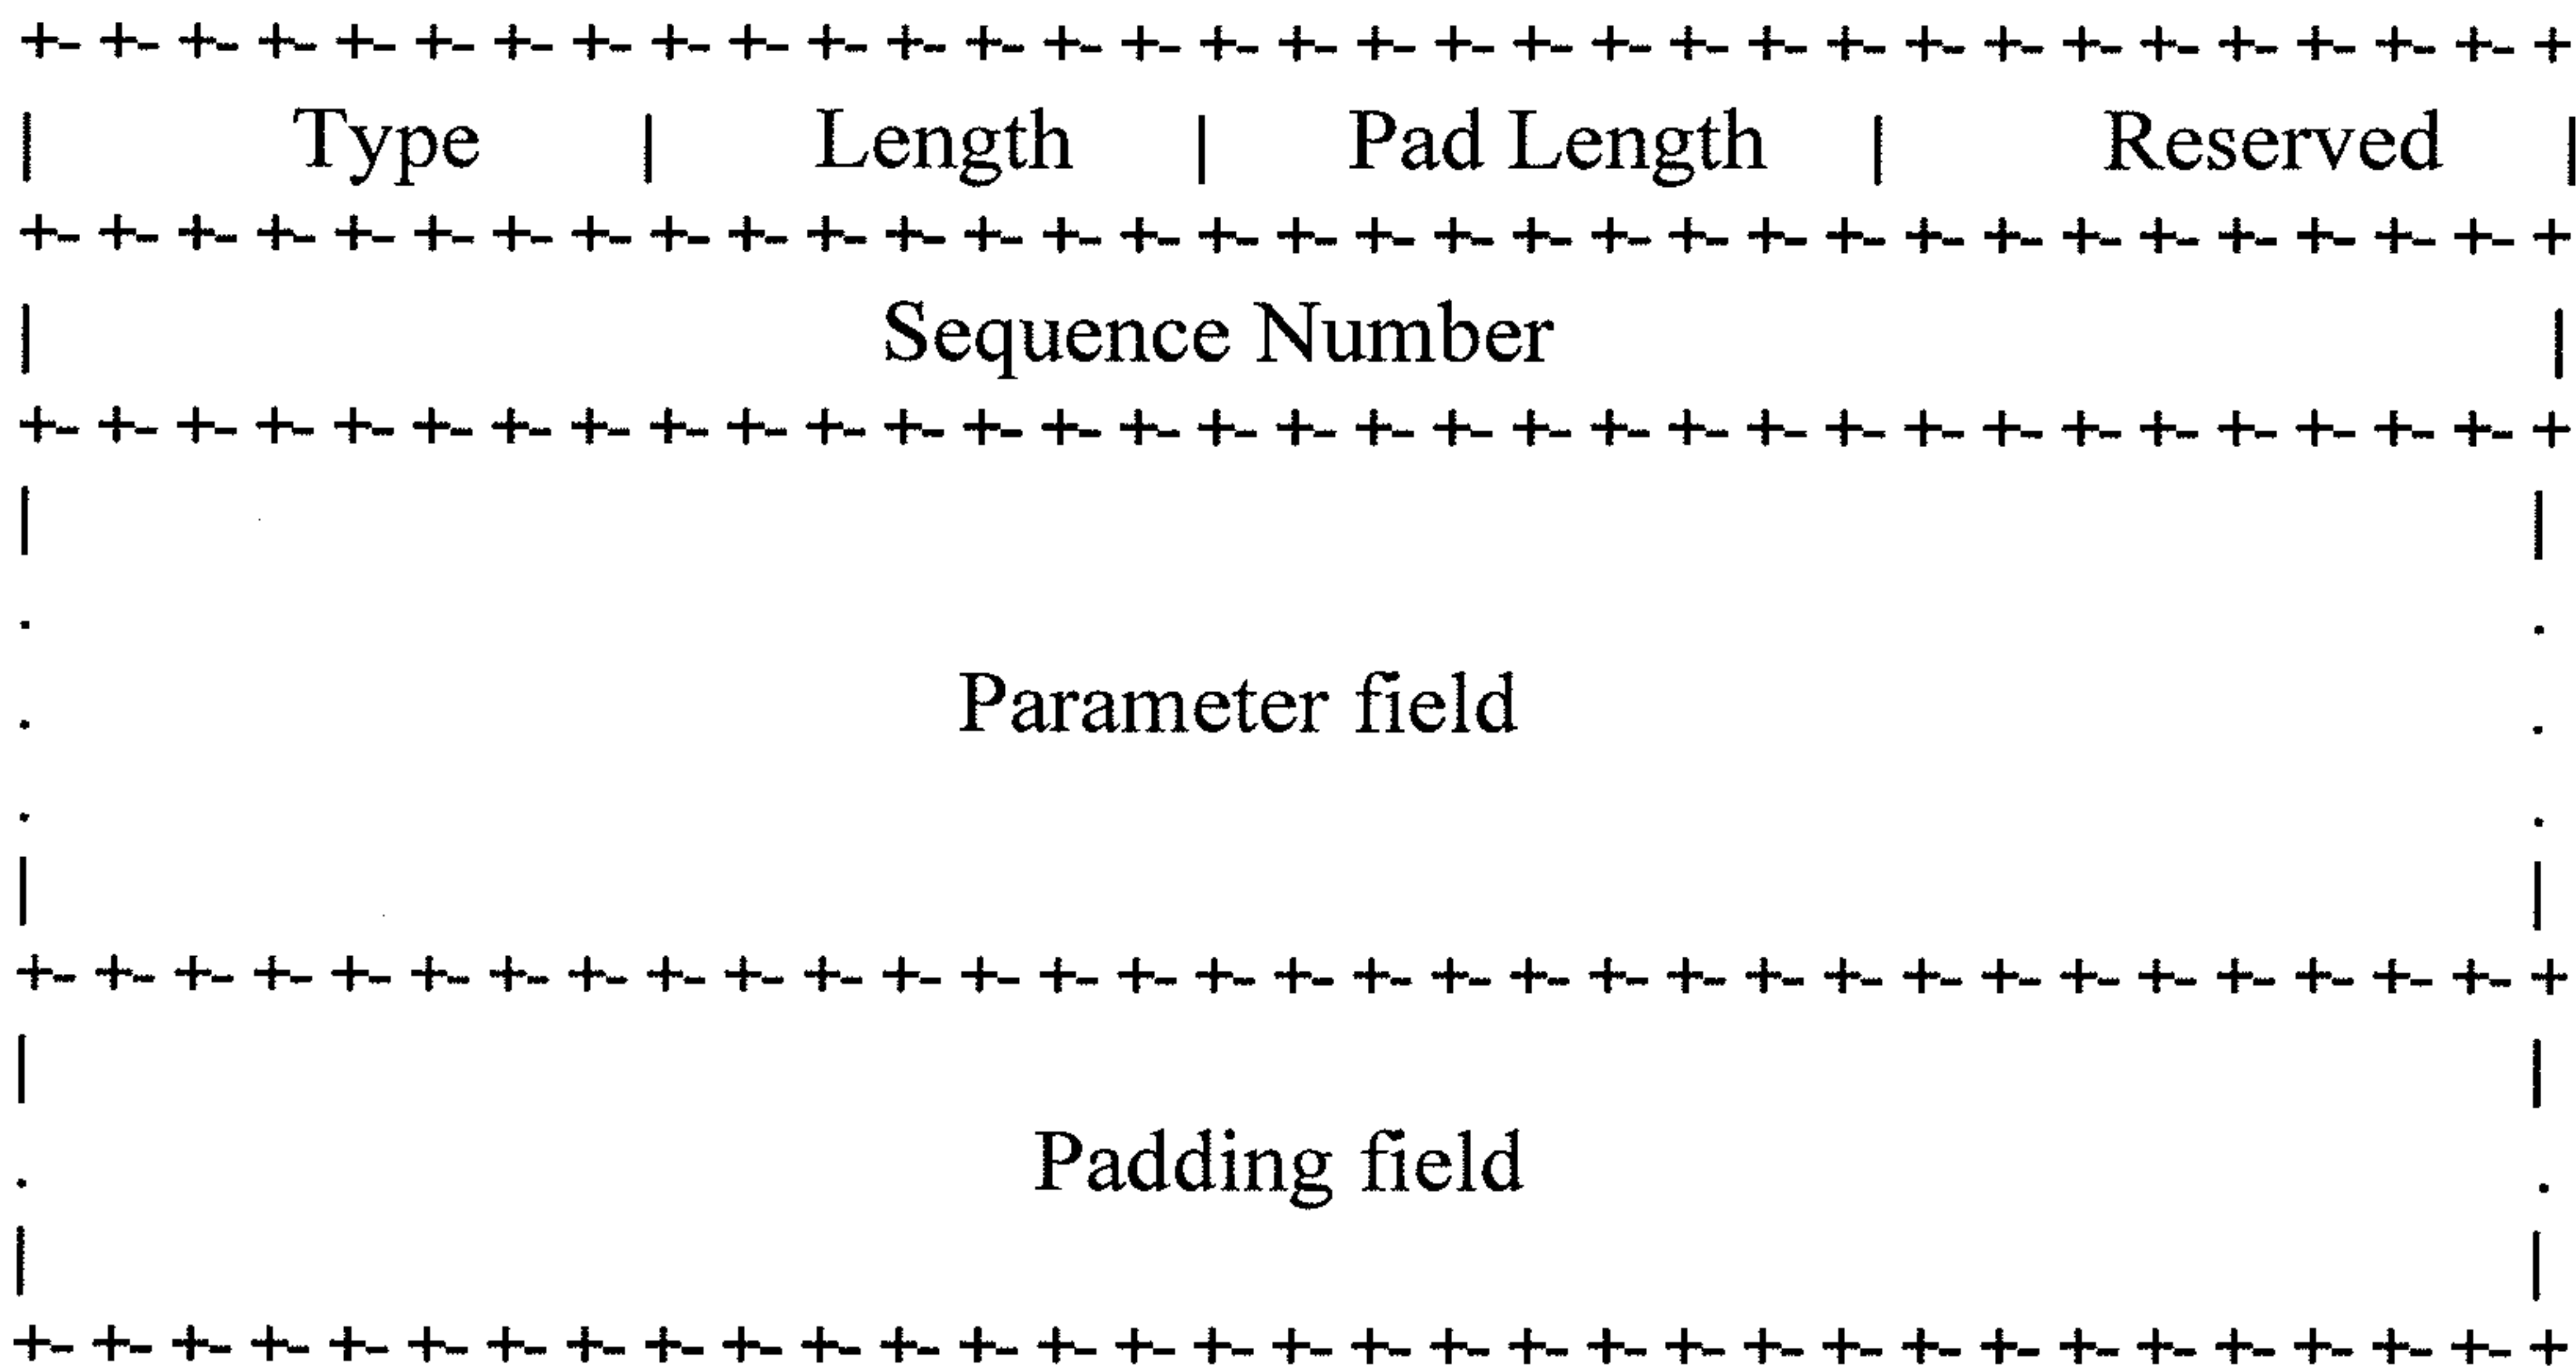 +- +- +- +- +- +- +- +- +- +- +- +- +- +- +- +- +- +- +- +- +- +- +- +- +- +- +- +- +- +- +- +- +
| Type | Length | Pad Length | Reserved |
+- +- +- +- +- +- +- +- +- +- +- +- +- +- +- +- +- +- +- +- +- +- +- +- +- +- +- +- +- +- +- +- +
| Sequence Number |
+- +- +- +- +- +- +- +- +- +- +- +- +- +- +- +- +- +- +- +- +- +- +- +- +- +- +- +- +- +- +- +- +
| |
. .
. Parameter field .
. .
| |
+- +- +- +- +- +- +- +- +- +- +- +- +- +- +- +- +- +- +- +- +- +- +- +- +- +- +- +- +- +- +- +- +
| |
. Padding field .
| |
+- +- +- +- +- +- +- +- +- +- +- +- +- +- +- +- +- +- +- +- +- +- +- +- +- +- +- +- +- +- +- +- +